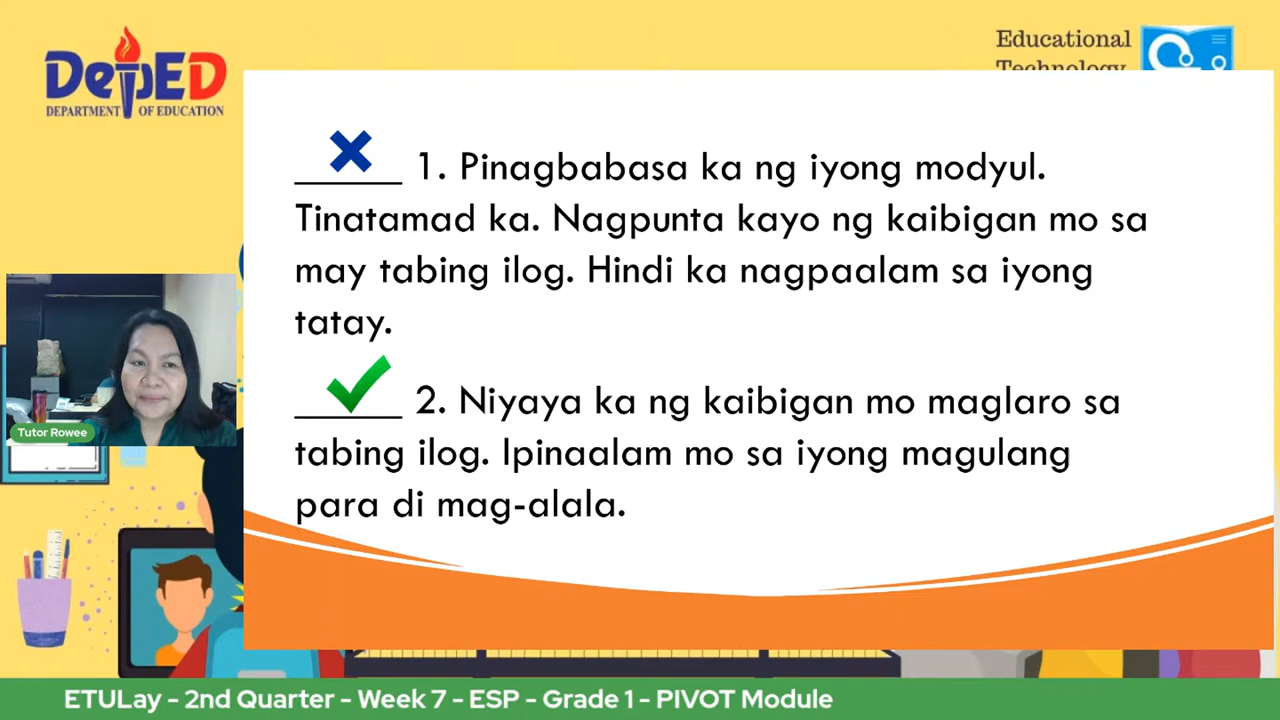 DepED
DEPARTMENT OF EDUCATION
Educational
Technology
_____ 1. Pinagbabasa ka ng iyong modyul.
Tinatamad ka. Nagpunta kayo ng kaibigan mo sa
may tabing ilog. Hindi ka nagpaalam sa iyong
tatay.
_____ 2. Niyaya ka ng kaibigan mo maglaro sa
tabing ilog. Ipinaalam mo sa iyong magulang
para di mag-alala.
Tutor Rowee
ETULay - 2nd Quarter - Week 7 - ESP - Grade 1 - PIVOT Module